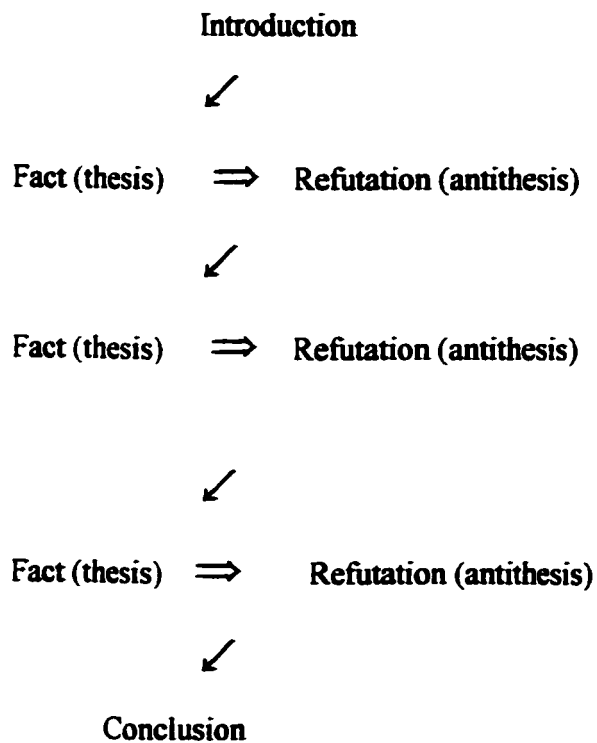 Introduction
↙
Fact (thesis) ⇒ Refutation (antithesis)
↙
Fact (thesis) ⇒ Refutation (antithesis)
↙
Fact (thesis) ⇒ Refutation (antithesis)
↙
Conclusion